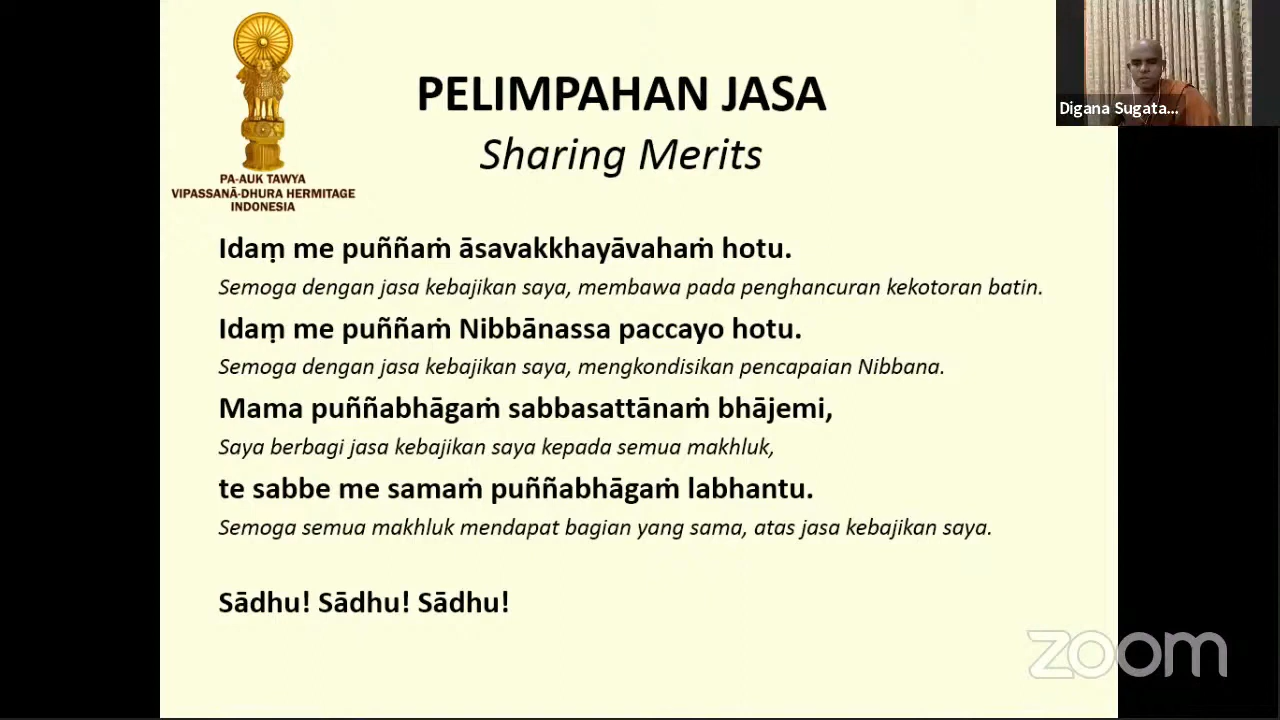 PELIMPAHAN JASA
Sharing Merits
PA-AUK TAWYA
VIPASSANĀ-DHURA HERMITAGE
INDONESIA
Digana Sugata...
Idaṃ me puññaṁ āsavakkhayāvahaṁ hotu.
Semoga dengan jasa kebajikan saya, membawa pada penghancuran kekotoran batin.
Idaṃ me puññaṁ Nibbānassa paccayo hotu.
Semoga dengan jasa kebajikan saya, mengkondisikan pencapaian Nibbana.
Mama puññabhāgaṁ sabbasattānaṁ bhājemi,
Saya berbagi jasa kebajikan saya kepada semua makhluk,
te sabbe me samaṁ puññabhāgaṁ labhantu.
Semoga semua makhluk mendapat bagian yang sama, atas jasa kebajikan saya.
Sādhu! Sādhu! Sādhu!
zoom